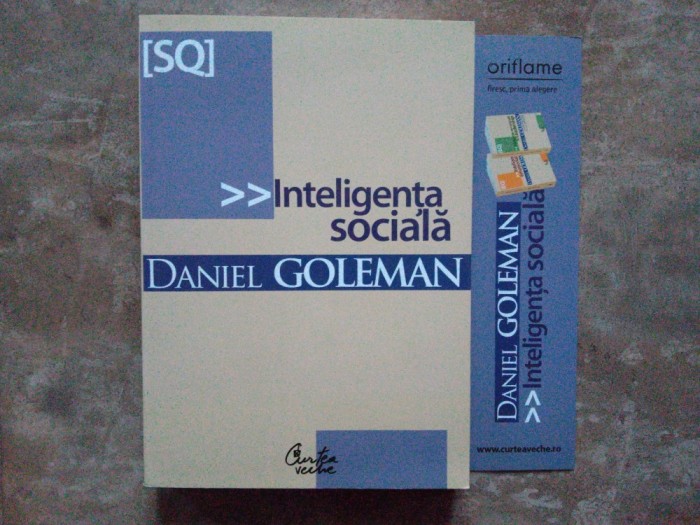 [SQ]
>>Inteligența
socială
DANIEL GOLEMAN
Curtea
veche
oriflame
firesc, prima alegere
DANIEL GOLEMAN
>>Inteligența socială
www.curteaveche.ro